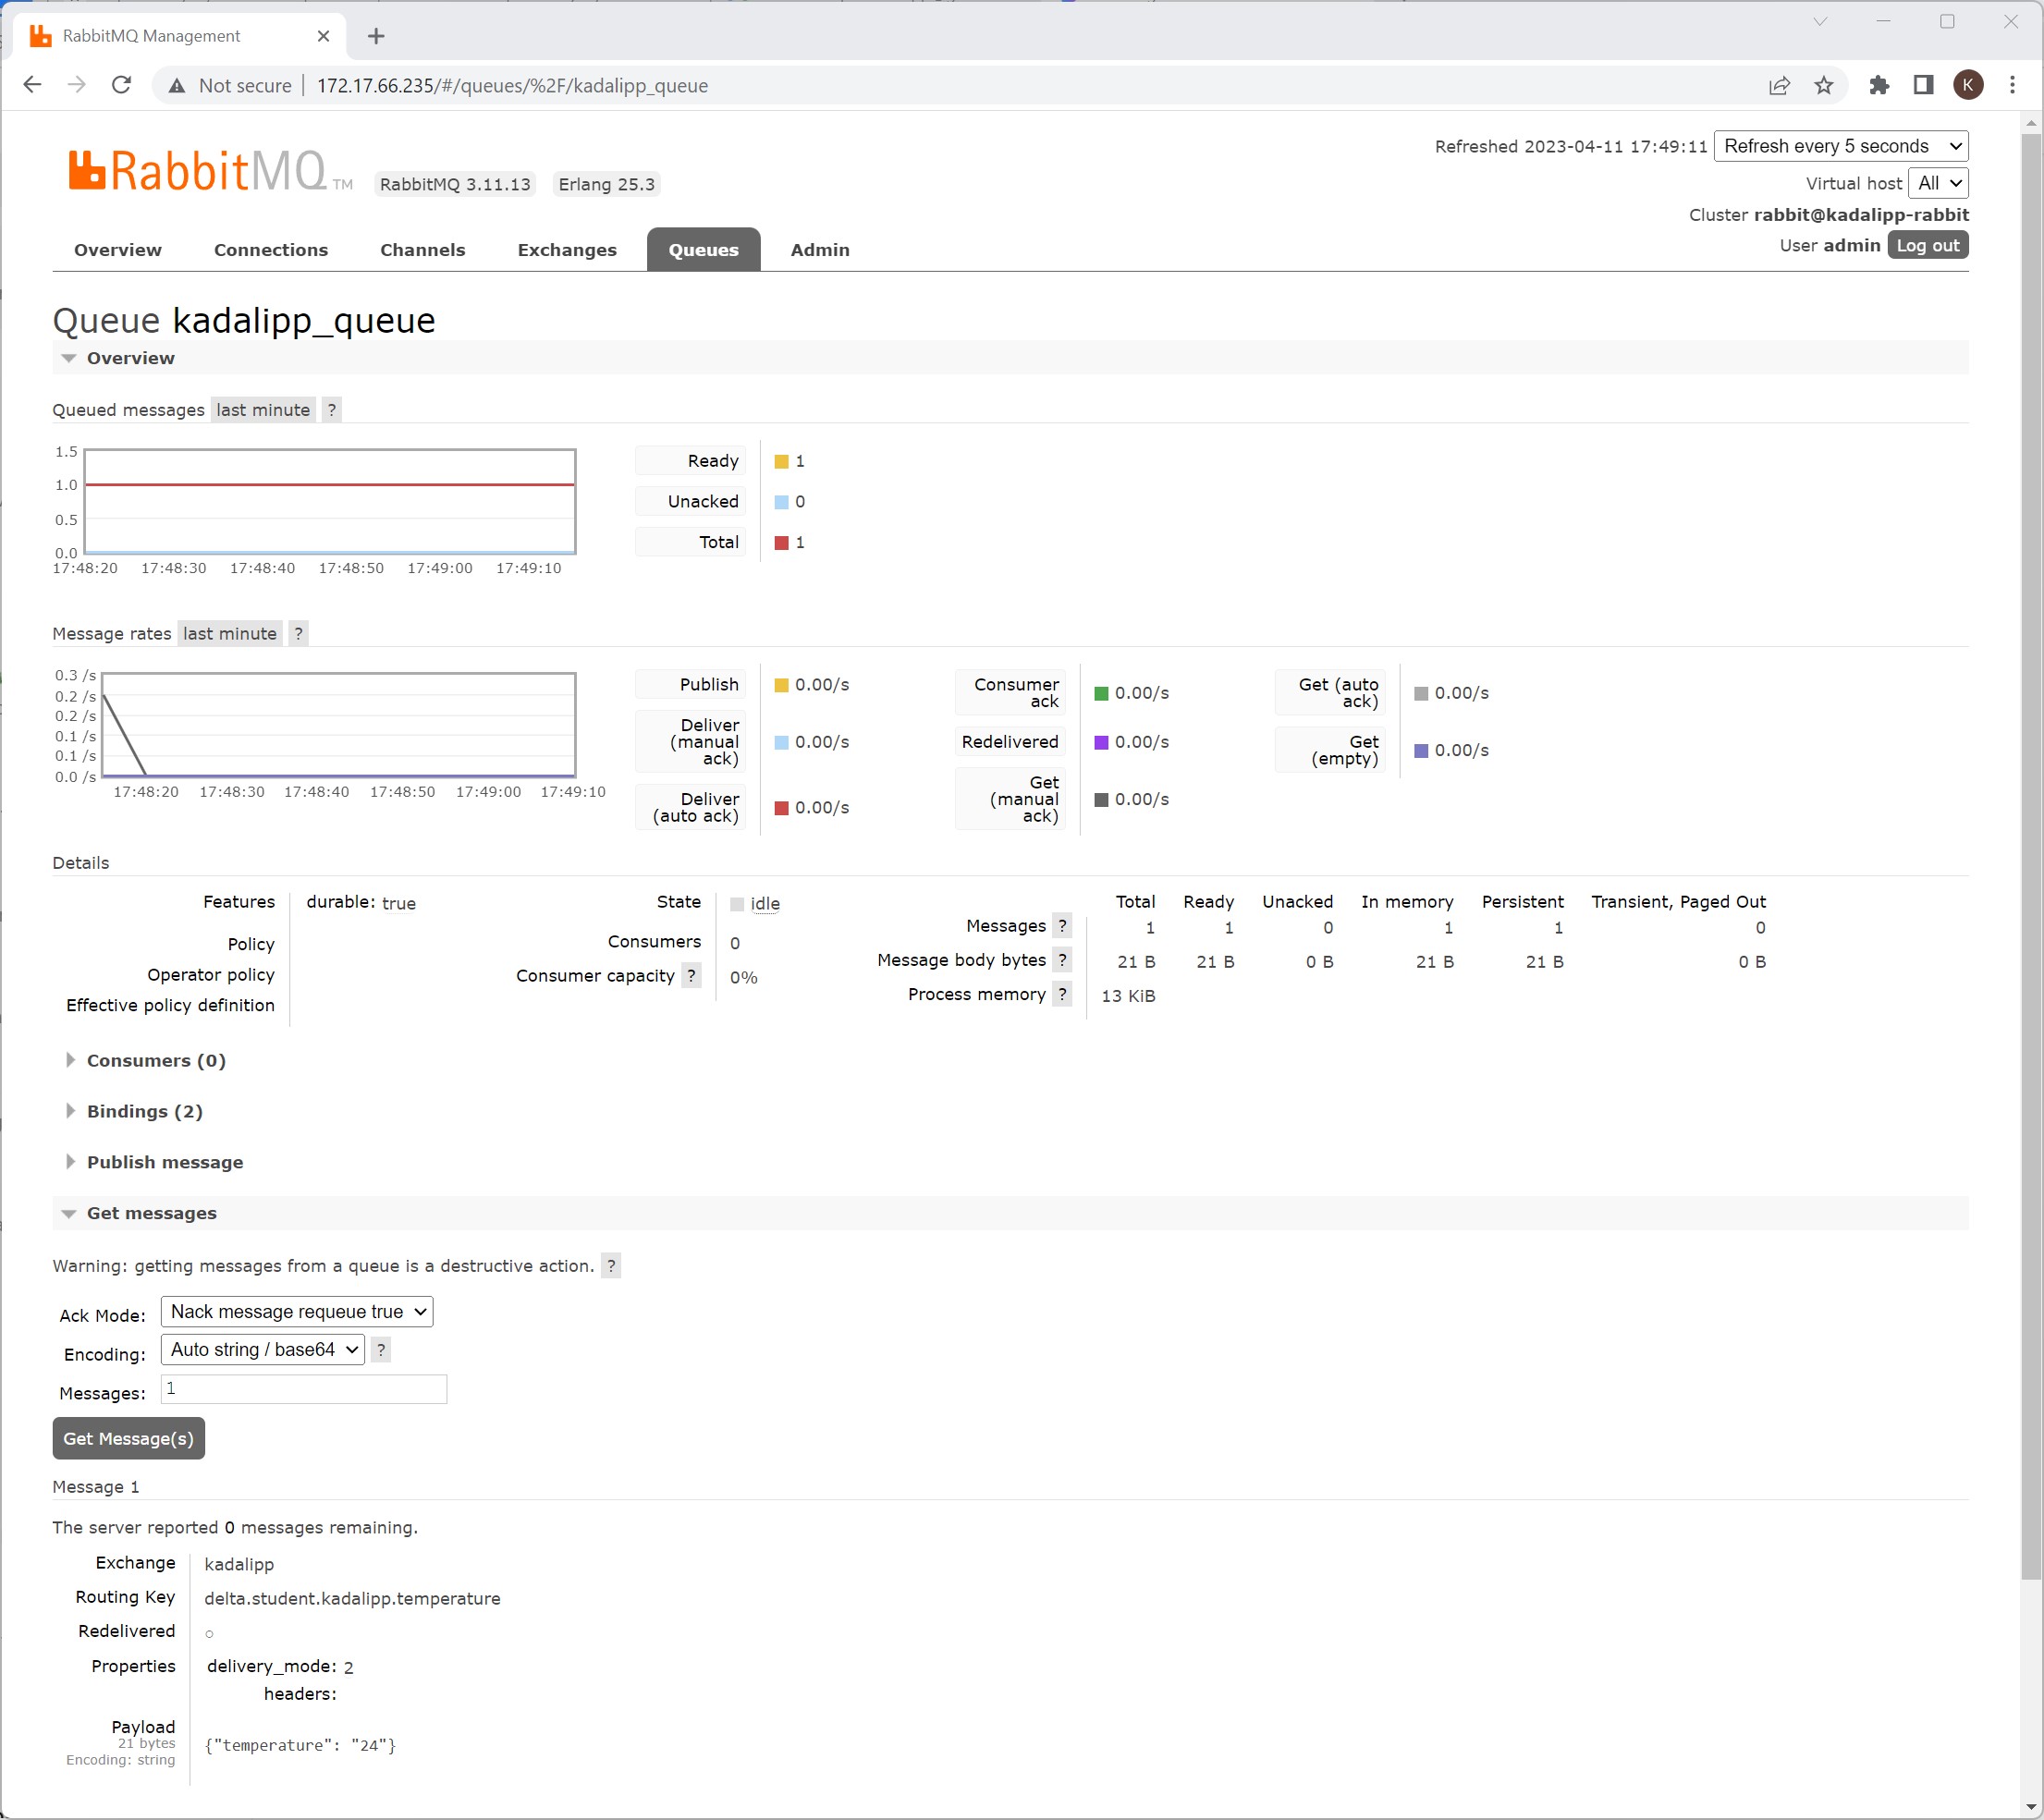 RabbitMQ Management
Not secure
172.17.66.235/#/queues/%2F/kadalipp_queue
K
RabbitMQ TM
RabbitMQ 3.11.13 Erlang 25.3
Refreshed 2023-04-11 17:49:11 Refresh every 5 seconds
Virtual host All
Cluster rabbit@kadalipp-rabbit
User admin Log out
Overview Connections Channels Exchanges Queues Admin
Queue kadalipp_queue
Overview
Queued messages last minute ?
1.5
1.0
0.5
0.0
17:48:20 17:48:30 17:48:40 17:48:50 17:49:00 17:49:10
Ready 1
Unacked 0
Total 1
Message rates last minute ?
0.3 /s
0.2 /s
0.2 /s
0.1 /s
0.1 /s
0.0 /s
17:48:20 17:48:30 17:48:40 17:48:50 17:49:00 17:49:10
Publish 0.00/s
Deliver
(manual 0.00/s
ack)
Deliver
(auto ack) 0.00/s
Consumer
ack 0.00/s
Redelivered 0.00/s
Get
(manual 0.00/s
ack)
Get (auto
ack) 0.00/s
Get
(empty) 0.00/s
Details
Features durable: true
Policy
Operator policy
Effective policy definition
State idle
Consumers 0
Consumer capacity ? 0%
Total Ready Unacked In memory Persistent Transient, Paged Out
Messages ? 1 1 0 1 1 0
Message body bytes ? 21 B 21 B 0 B 21 B 21 B 0 B
Process memory ? 13 KiB
Consumers (0)
Bindings (2)
Publish message
Get messages
Warning: getting messages from a queue is a destructive action. ?
Ack Mode: Nack message requeue true
Encoding: Auto string / base64 ?
Messages: 1
Get Message(s)
Message 1
The server reported 0 messages remaining.
Exchange kadalipp
Routing Key delta.student.kadalipp.temperature
Redelivered ○
Properties delivery_mode: 2
headers:
Payload
21 bytes
Encoding: string
{"temperature": "24"}